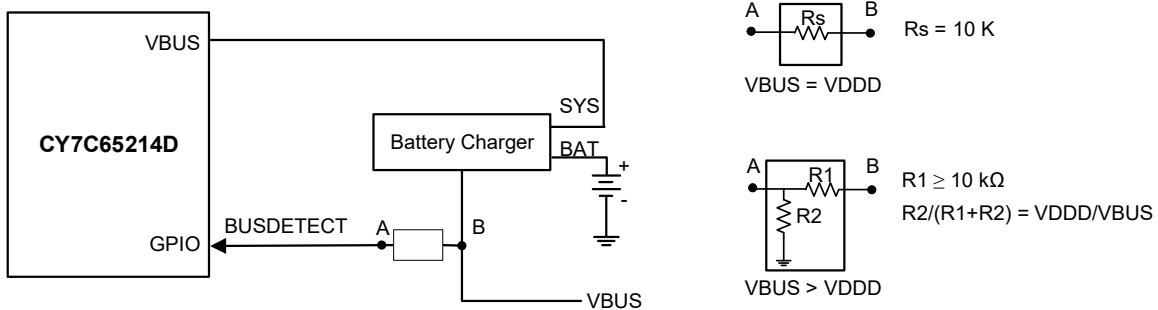 VBUS
CY7C65214D
GPIO
BUSDETECT
A
B
SYS
Battery Charger
BAT
+
-
VBUS
A
B
Rs
Rs = 10 K
VBUS = VDDD
A
B
R1
R2
R1 ≥ 10 kΩ
R2/(R1+R2) = VDDD/VBUS
VBUS > VDDD